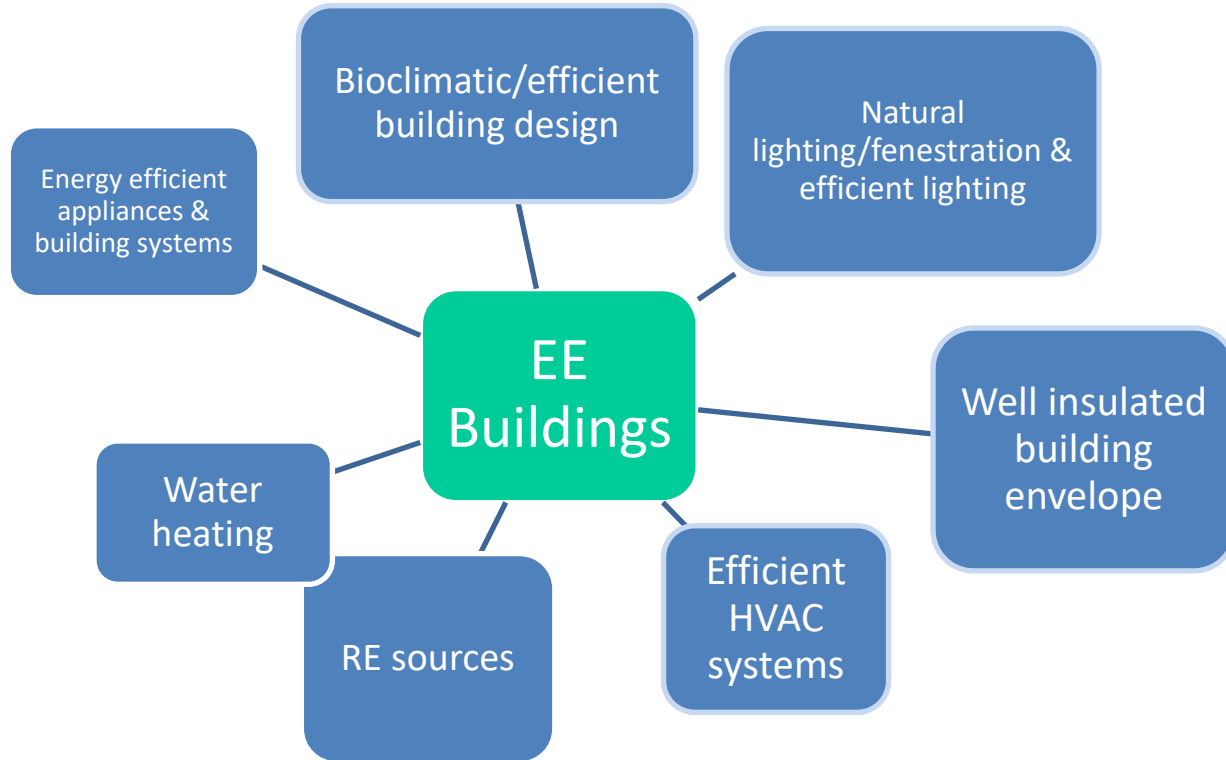 Bioclimatic/efficient
building design
Natural
lighting/fenestration &
efficient lighting
Energy efficient
appliances &
building systems
EE
Buildings
Well insulated
building
envelope
Water
heating
Efficient
HVAC
systems
RE sources